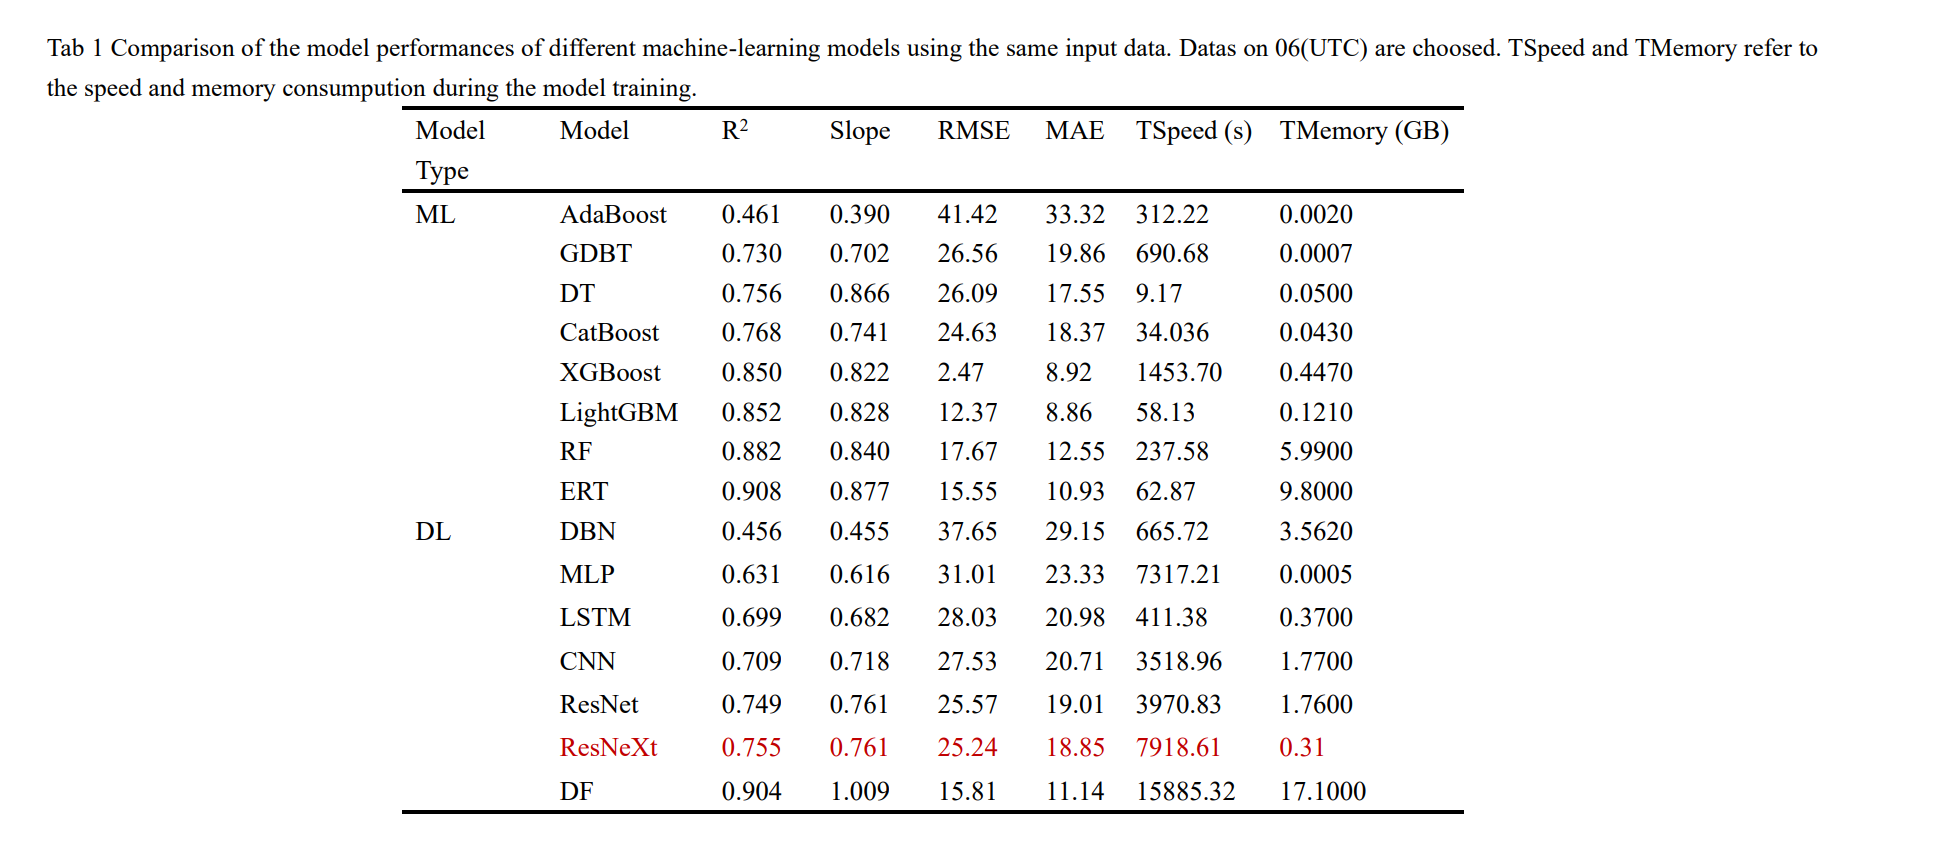 Tab 1 Comparison of the model performances of different machine-learning models using the same input data. Datas on 06(UTC) are choosed. TSpeed and TMemory refer to
the speed and memory consumpution during the model training.
Model Type Model R² Slope RMSE MAE TSpeed (s) TMemory (GB)
ML AdaBoost 0.461 0.390 41.42 33.32 312.22 0.0020
GDBT 0.730 0.702 26.56 19.86 690.68 0.0007
DT 0.756 0.866 26.09 17.55 9.17 0.0500
CatBoost 0.768 0.741 24.63 18.37 34.036 0.0430
XGBoost 0.850 0.822 2.47 8.92 1453.70 0.4470
LightGBM 0.852 0.828 12.37 8.86 58.13 0.1210
RF 0.882 0.840 17.67 12.55 237.58 5.9900
ERT 0.908 0.877 15.55 10.93 62.87 9.8000
DL DBN 0.456 0.455 37.65 29.15 665.72 3.5620
MLP 0.631 0.616 31.01 23.33 7317.21 0.0005
LSTM 0.699 0.682 28.03 20.98 411.38 0.3700
CNN 0.709 0.718 27.53 20.71 3518.96 1.7700
ResNet 0.749 0.761 25.57 19.01 3970.83 1.7600
ResNeXt 0.755 0.761 25.24 18.85 7918.61 0.31
DF 0.904 1.009 15.81 11.14 15885.32 17.1000